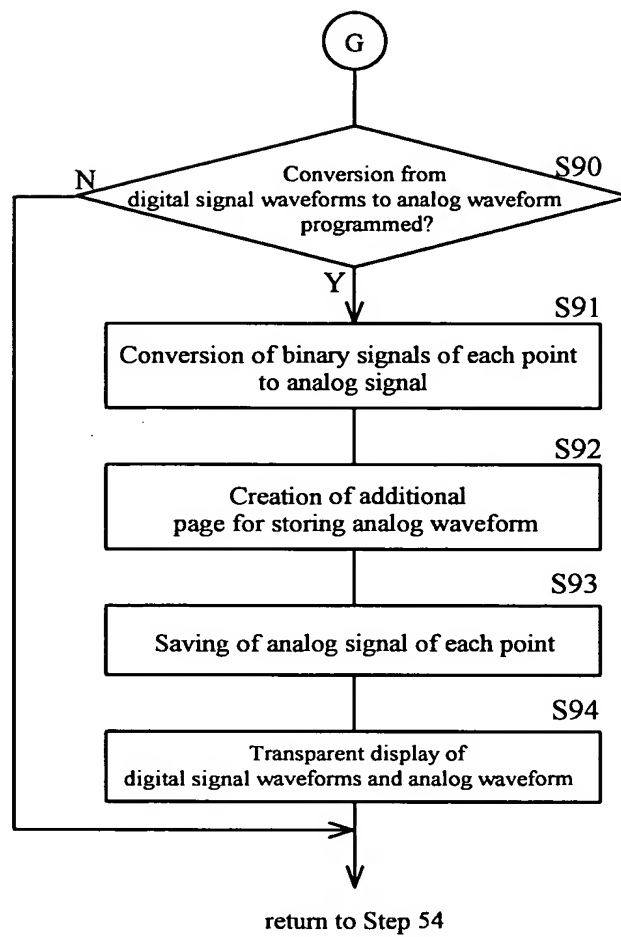 G
S90
N
Conversion from
digital signal waveforms to analog waveform
programmed?
Y
S91
Conversion of binary signals of each point
to analog signal
S92
Creation of additional
page for storing analog waveform
S93
Saving of analog signal of each point
S94
Transparent display of
digital signal waveforms and analog waveform
return to Step 54